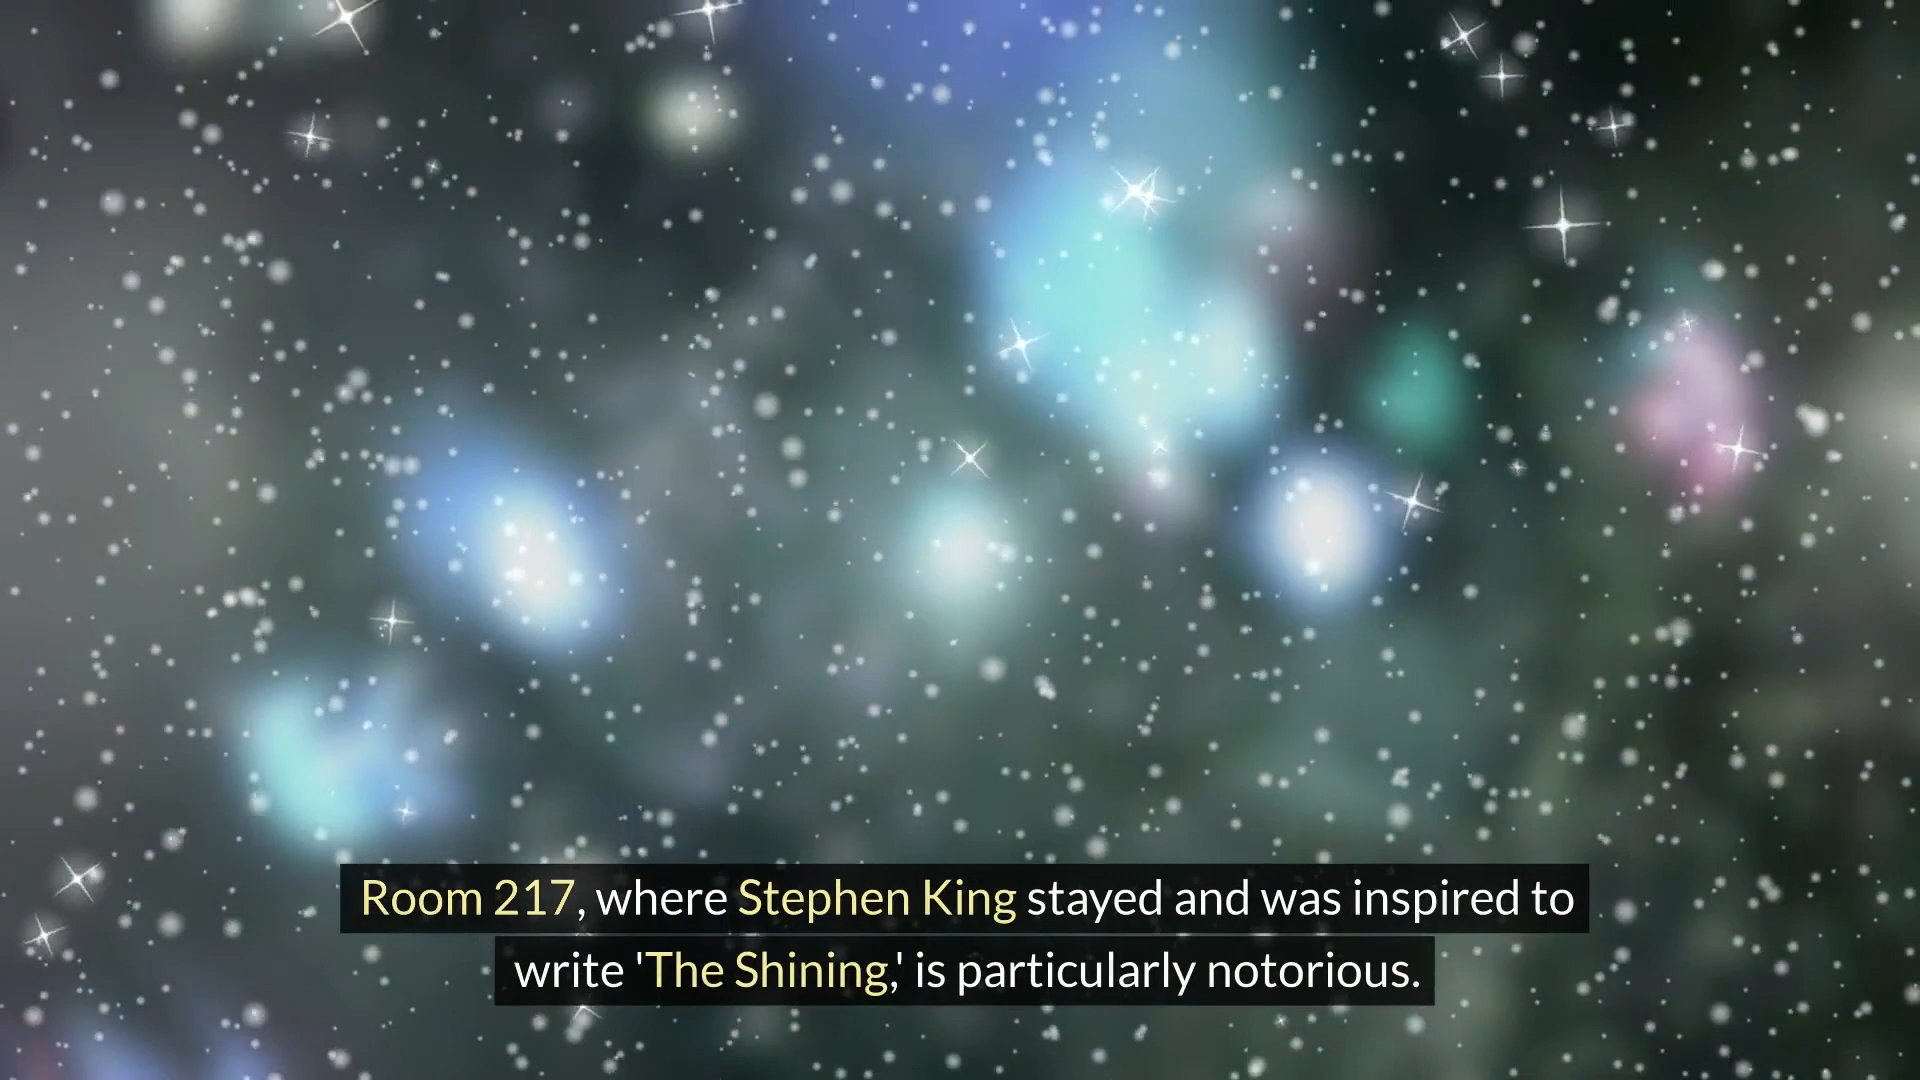 Room 217, where Stephen King stayed and was inspired to
write 'The Shining,' is particularly notorious.